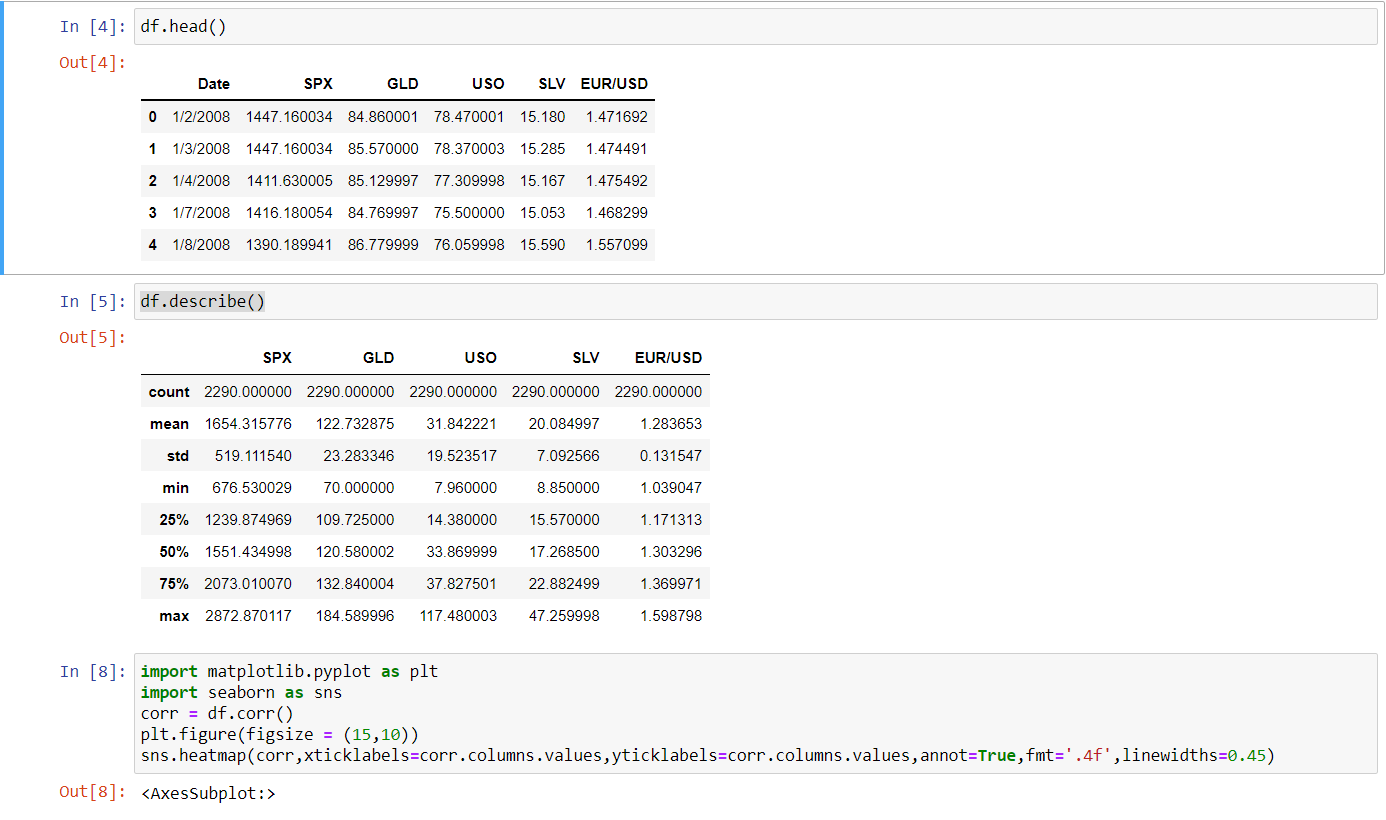 In [4]: df.head()
Out[4]:
Date SPX GLD USO SLV EUR/USD
0 1/2/2008 1447.160034 84.860001 78.470001 15.180 1.471692
1 1/3/2008 1447.160034 85.570000 78.370003 15.285 1.474491
2 1/4/2008 1411.630005 85.129997 77.309998 15.167 1.475492
3 1/7/2008 1416.180054 84.769997 75.500000 15.053 1.468299
4 1/8/2008 1390.189941 86.779999 76.059998 15.590 1.557099
In [5]: df.describe()
Out[5]:
SPX GLD USO SLV EUR/USD
count 2290.000000 2290.000000 2290.000000 2290.000000 2290.000000
mean 1654.315776 122.732875 31.842221 20.084997 1.283653
std 519.111540 23.283346 19.523517 7.092566 0.131547
min 676.530029 70.000000 7.960000 8.850000 1.039047
25% 1239.874969 109.725000 14.380000 15.570000 1.171313
50% 1551.434998 120.580002 33.869999 17.268500 1.303296
75% 2073.010070 132.840004 37.827501 22.882499 1.369971
max 2872.870117 184.589996 117.480003 47.259998 1.598798
In [8]: import matplotlib.pyplot as plt
import seaborn as sns
corr = df.corr()
plt.figure(figsize = (15,10))
sns.heatmap(corr,xticklabels=corr.columns.values,yticklabels=corr.columns.values,annot=True,fmt='.4f',linewidths=0.45)
Out[8]: <AxesSubplot:>